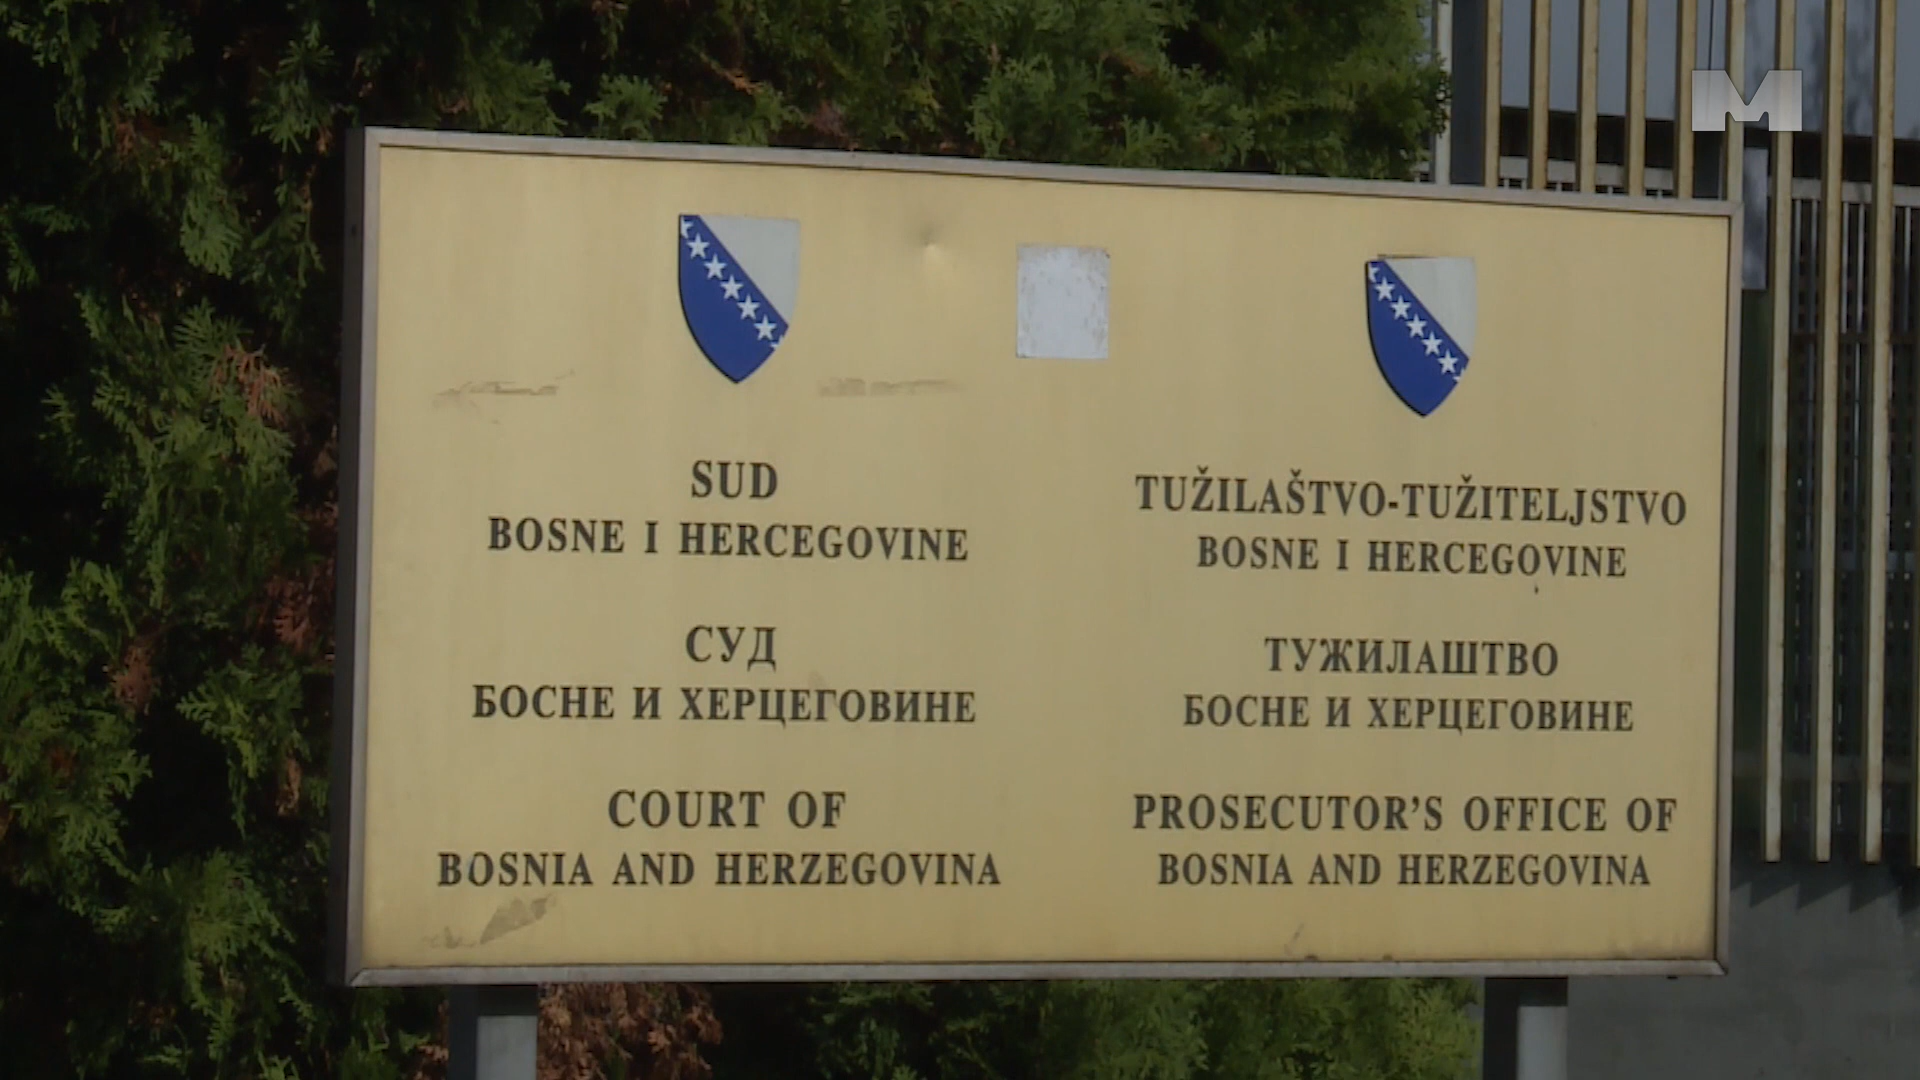 M
SUD
BOSNE I HERCEGOVINE
СУД
БОСНЕ И ХЕРЦЕГОВИНЕ
COURT OF
BOSNIA AND HERZEGOVINA
TUŽILAŠTVO-TUŽITELJSTVO
BOSNE I HERCEGOVINE
ТУЖИЛАШТВО
БОСНЕ И ХЕРЦЕГОВИНЕ
PROSECUTOR'S OFFICE OF
BOSNIA AND HERZEGOVINA